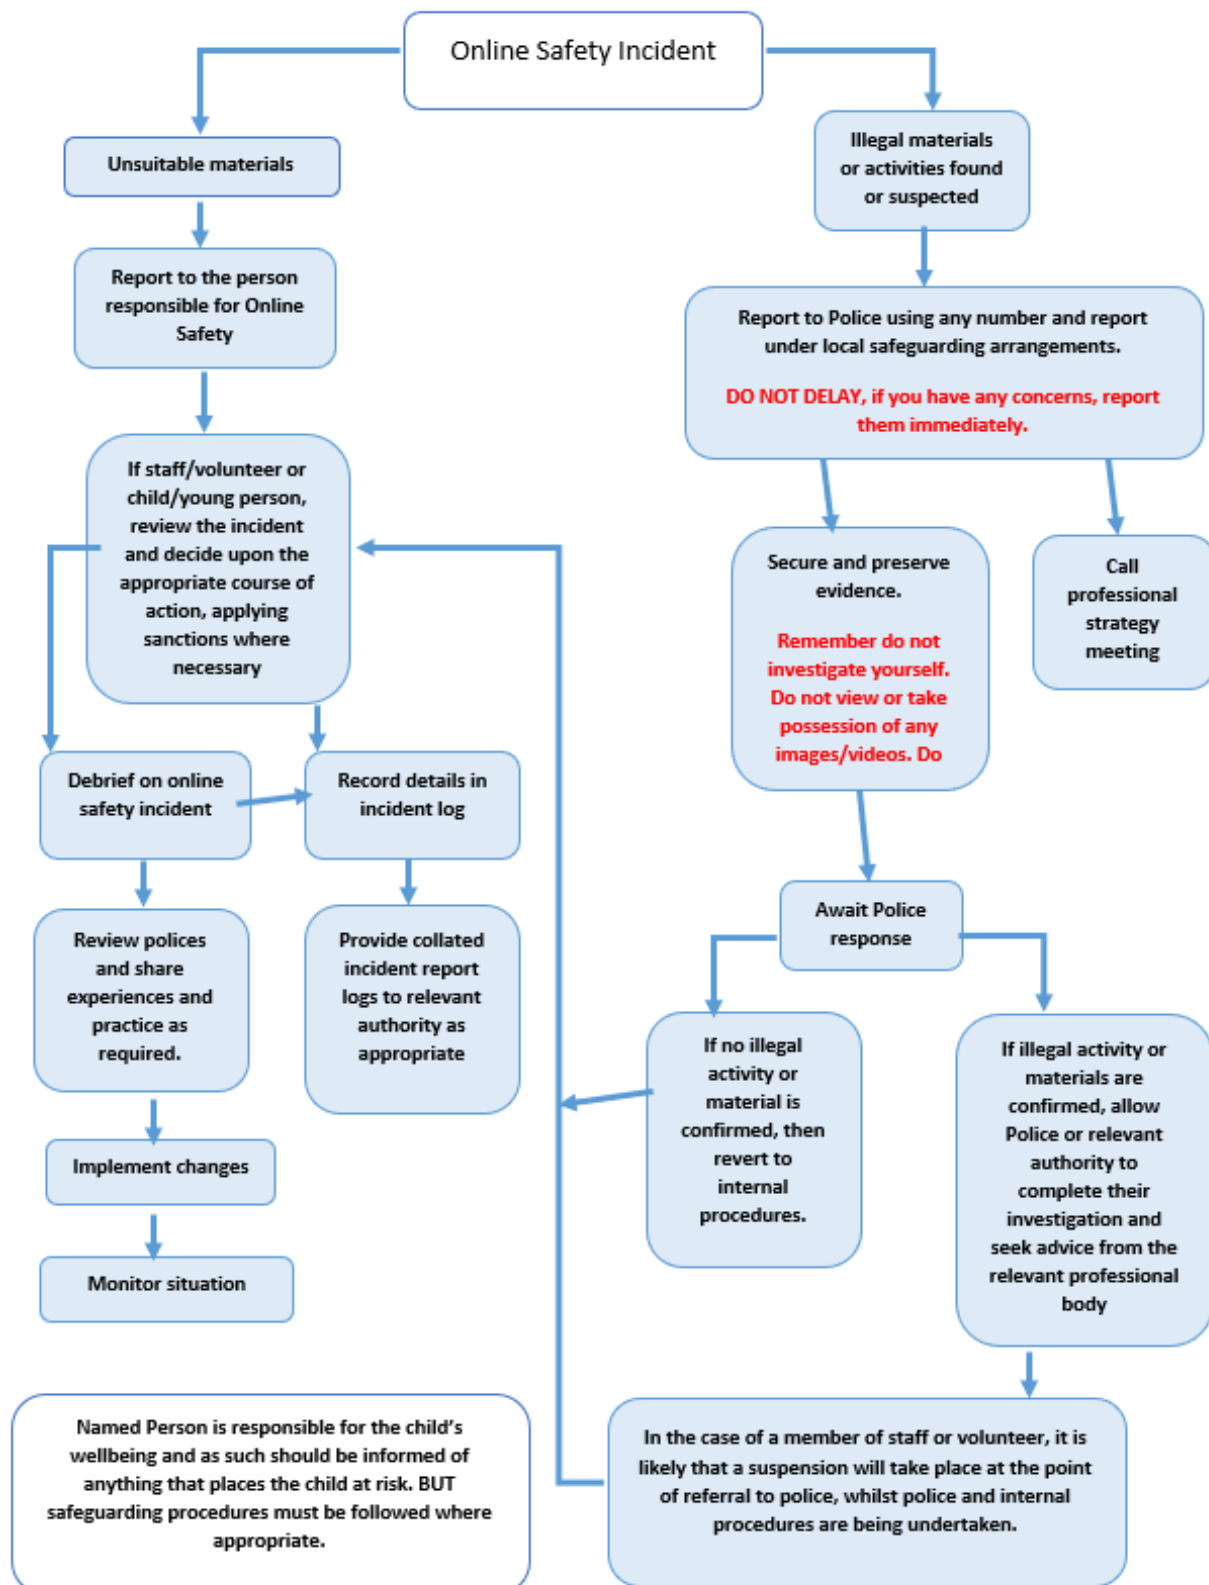 Online Safety Incident
Unsuitable materials
Report to the person
responsible for Online
Safety
If staff/volunteer or
child/young person,
review the incident
and decide upon the
appropriate course of
action, applying
sanctions where
necessary
Debrief on online
safety incident
Record details in
incident log
Review polices
and share
experiences and
practice as
required.
Provide collated
incident report
logs to relevant
authority as
appropriate
Implement changes
Monitor situation
Named Person is responsible for the child’s
wellbeing and as such should be informed of
anything that places the child at risk. BUT
safeguarding procedures must be followed where
appropriate.
Illegal materials
or activities found
or suspected
Report to Police using any number and report
under local safeguarding arrangements.
DO NOT DELAY, if you have any concerns, report
them immediately.
Secure and preserve
evidence.
Remember do not
investigate yourself.
Do not view or take
possession of any
images/videos. Do
Call
professional
strategy
meeting
Await Police
response
If no illegal
activity or
material is
confirmed, then
revert to
internal
procedures.
If illegal activity or
materials are
confirmed, allow
Police or relevant
authority to
complete their
investigation and
seek advice from the
relevant professional
body
In the case of a member of staff or volunteer, it is
likely that a suspension will take place at the point
of referral to police, whilst police and internal
procedures are being undertaken.